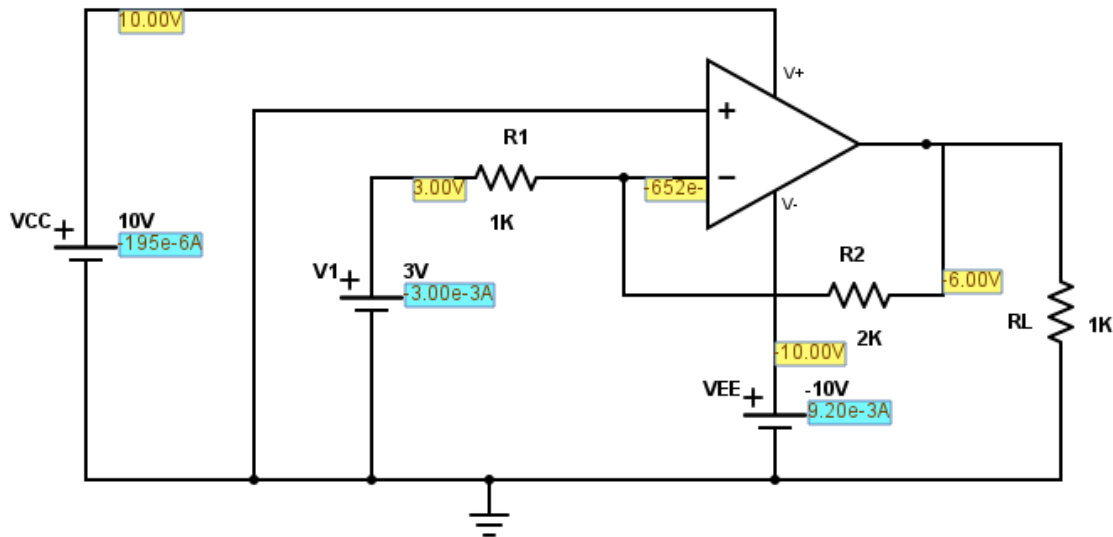 10.00V
V+
+
R1
3.00V
-652e-
−
1K
V-
VCC
+
10V
-195e-6A
V1
+
3V
-3.00e-3A
R2
-6.00V
2K
RL
1K
-10.00V
VEE
+
-10V
9.20e-3A